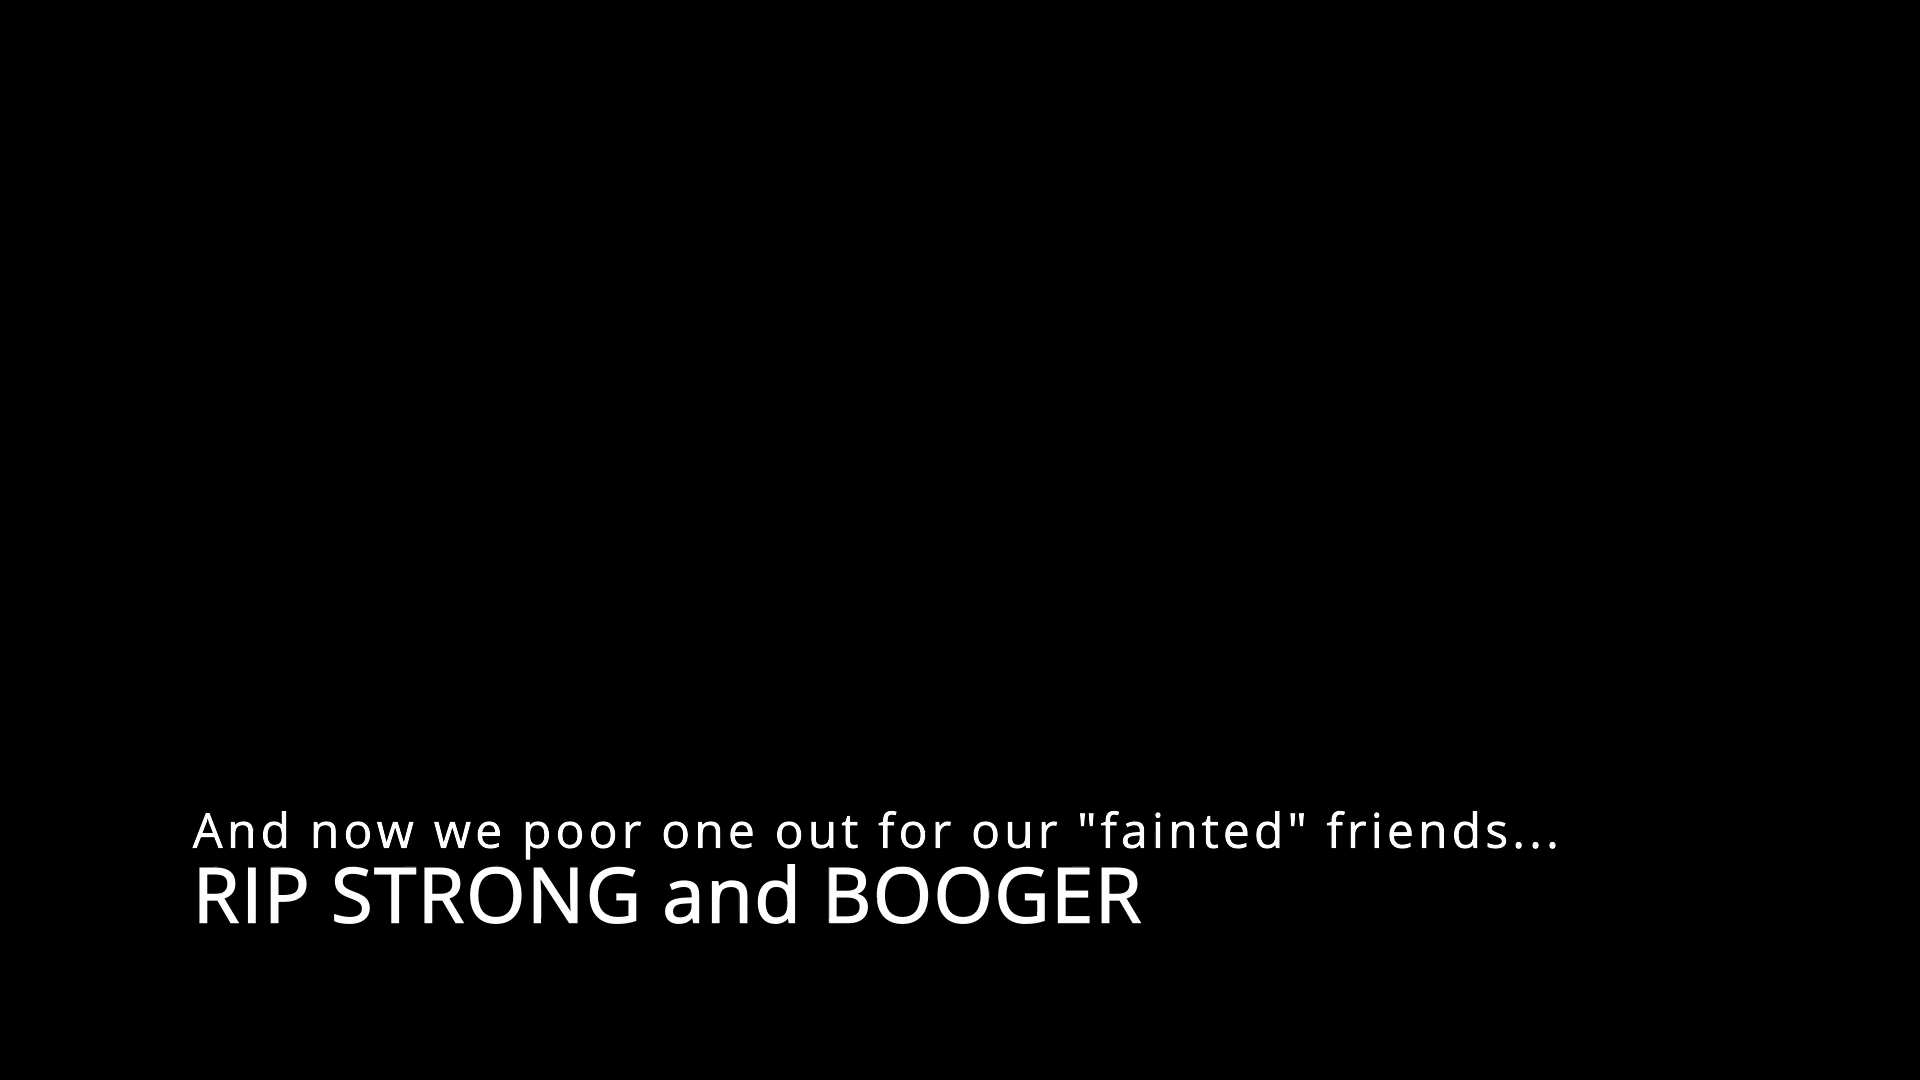 And now we poor one out for our "fainted" friends...
RIP STRONG and BOOGER